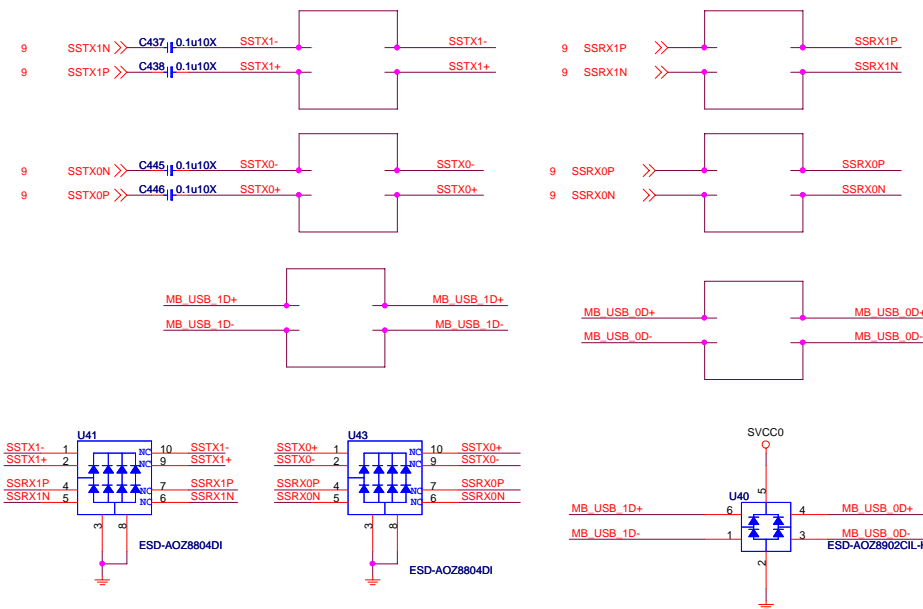 9 SSTX1N C437 0.1u10X SSTX1- SSTX1- 9 SSRX1P SSRX1P
9 SSTX1P C438 0.1u10X SSTX1+ SSTX1+ 9 SSRX1N SSRX1N
9 SSTX0N C445 0.1u10X SSTX0- SSTX0- 9 SSRX0P SSRX0P
9 SSTX0P C446 0.1u10X SSTX0+ SSTX0+ 9 SSRX0N SSRX0N
MB_USB_1D+ MB_USB_1D+ MB_USB_0D+ MB_USB_0D+
MB_USB_1D- MB_USB_1D- MB_USB_0D- MB_USB_0D-
U41
SSTX1- 1 NC 10 SSTX1-
SSTX1+ 2 NC 9 SSTX1+
SSRX1P 4 NC 7 SSRX1P
SSRX1N 5 NC 6 SSRX1N
3 8
ESD-AOZ8804DI
U43
SSTX0+ 1 NC 10 SSTX0+
SSTX0- 2 NC 9 SSTX0-
SSRX0P 4 NC 7 SSRX0P
SSRX0N 5 NC 6 SSRX0N
3 8
ESD-AOZ8804DI
SVCC0
5
U40
MB_USB_1D+ 6 4 MB_USB_0D+
MB_USB_1D- 1 3 MB_USB_0D-
2